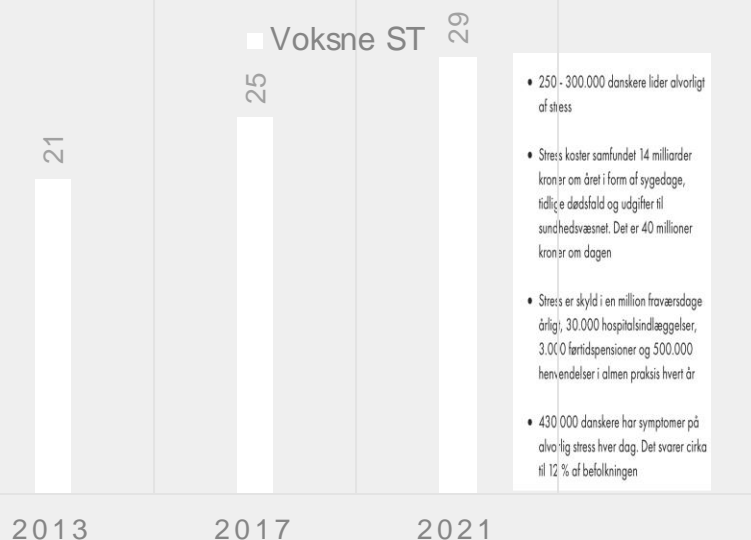 Voksne ST
21
25
29
2013
2017
2021
• 250 - 300.000 danskere lider alvorligt
af stress
• Stress koster samfundet 14 milliarder
kroner om året i form af sygedage,
tidlige dødsfald og udgifter til
sundhedsvæsnet. Det er 40 millioner
kroner om dagen
• Stress er skyld i en million fraværsdage
årligt, 30.000 hospitalsindlæggelser,
3.000 førtidspensioner og 500.000
henvendelser i almen praksis hvert år
• 430.000 danskere har symptomer på
alvorlig stress hver dag. Det svarer cirka
til 12 % af befolkningen